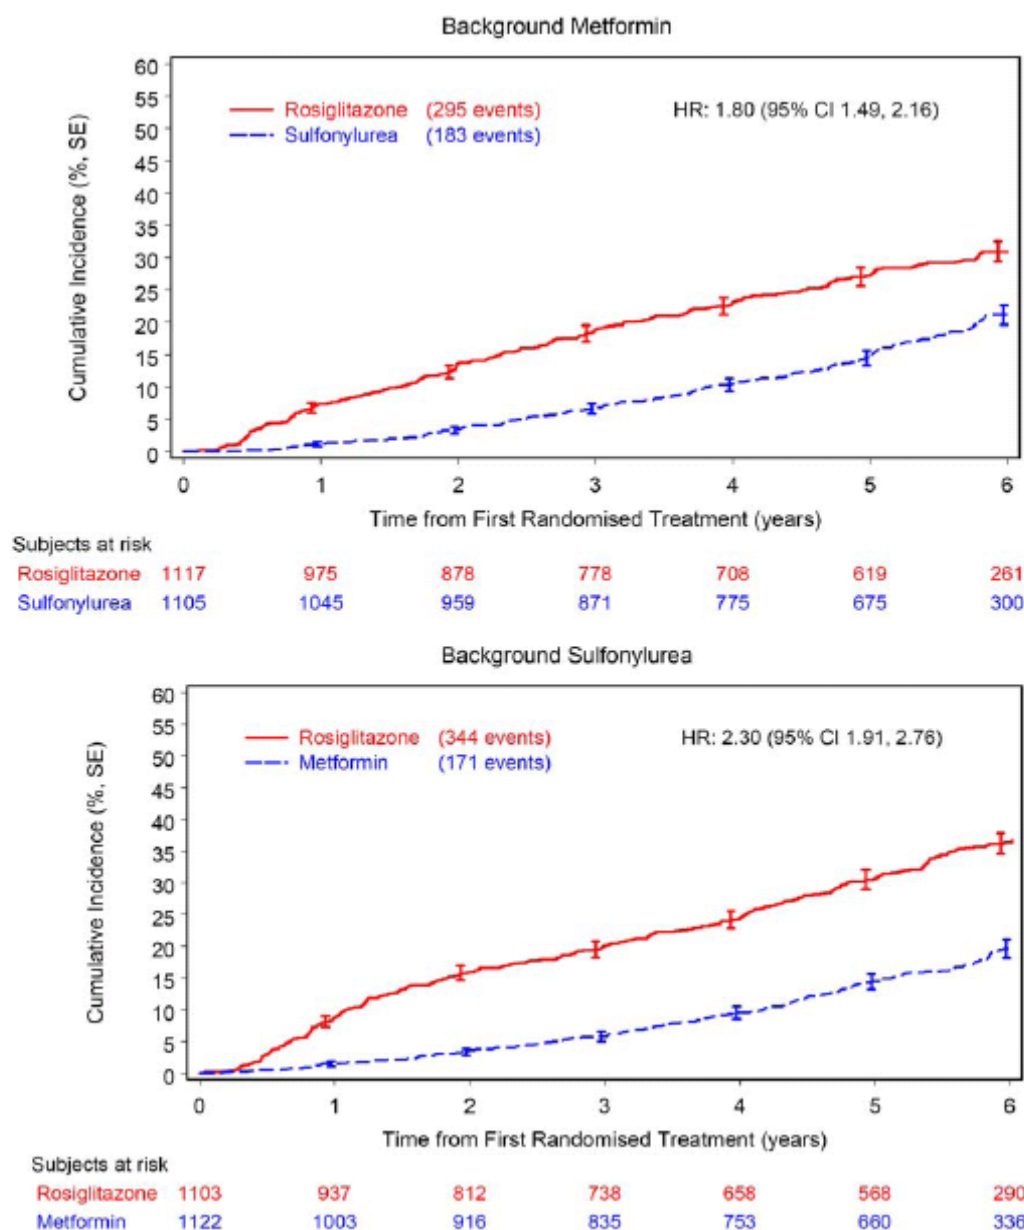 Background Metformin
Cumulative Incidence (%, SE)
60
55
50
45
40
35
30
25
20
15
10
5
0
Rosiglitazone (295 events)
Sulfonylurea (183 events)
HR: 1.80 (95% CI 1.49, 2.16)
0 1 2 3 4 5 6
Time from First Randomised Treatment (years)
Subjects at risk
Rosiglitazone 1117 975 878 778 708 619 261
Sulfonylurea 1105 1045 959 871 775 675 300
Background Sulfonylurea
Cumulative Incidence (%, SE)
60
55
50
45
40
35
30
25
20
15
10
5
0
Rosiglitazone (344 events)
Metformin (171 events)
HR: 2.30 (95% CI 1.91, 2.76)
0 1 2 3 4 5 6
Time from First Randomised Treatment (years)
Subjects at risk
Rosiglitazone 1103 937 812 738 658 568 290
Metformin 1122 1003 916 835 753 660 336